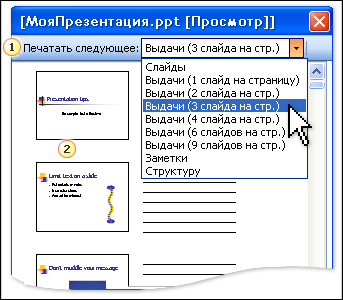 [МояПрезентация.ppt [Просмотр]]
1 Печатать следующее: Выдачи (3 слайда на стр.)
Слайды
Выдачи (1 слайд на страницу)
Выдачи (2 слайда на стр.)
Выдачи (3 слайда на стр.)
Выдачи (4 слайда на стр.)
Выдачи (6 слайдов на стр.)
Выдачи (9 слайдов на стр.)
Заметки
Структуру
Presentation tips
2
Limit text on a slide
Don't muddle your message